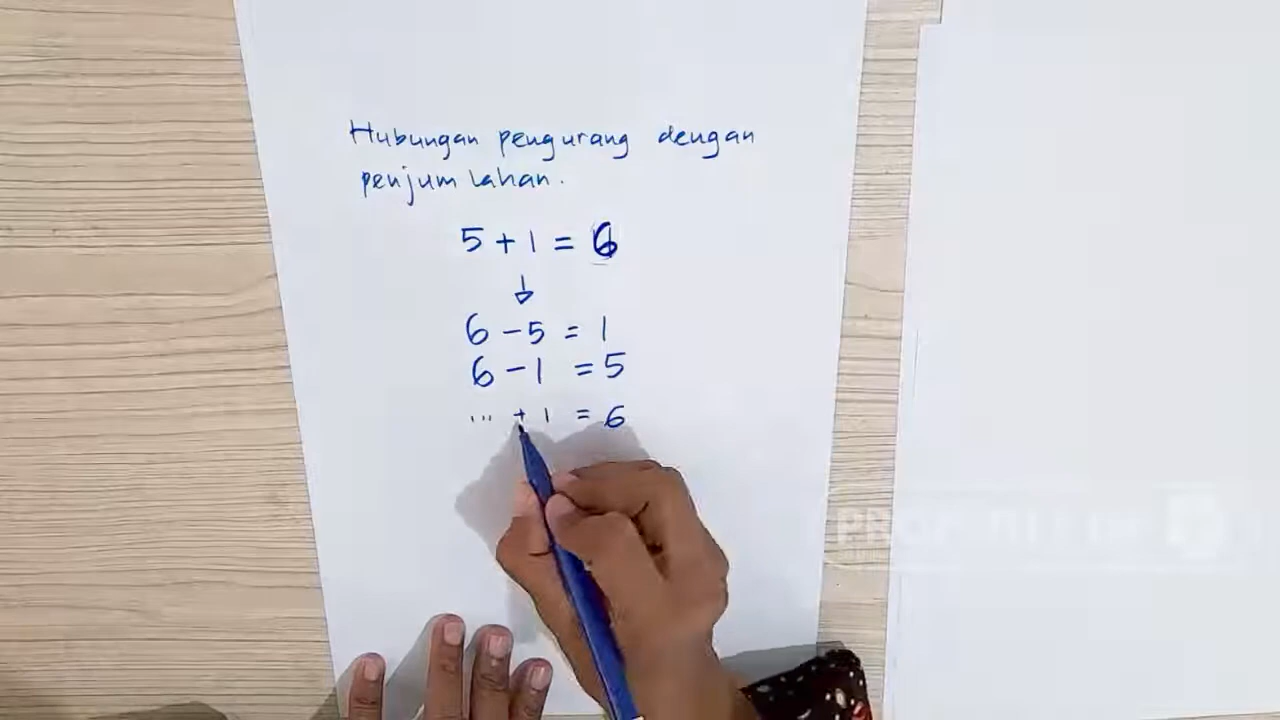 Hubungan pengurang dengan
penjumlahan.
5 + 1 = 6
6 - 5 = 1
6 - 1 = 5
... + 1 = 6